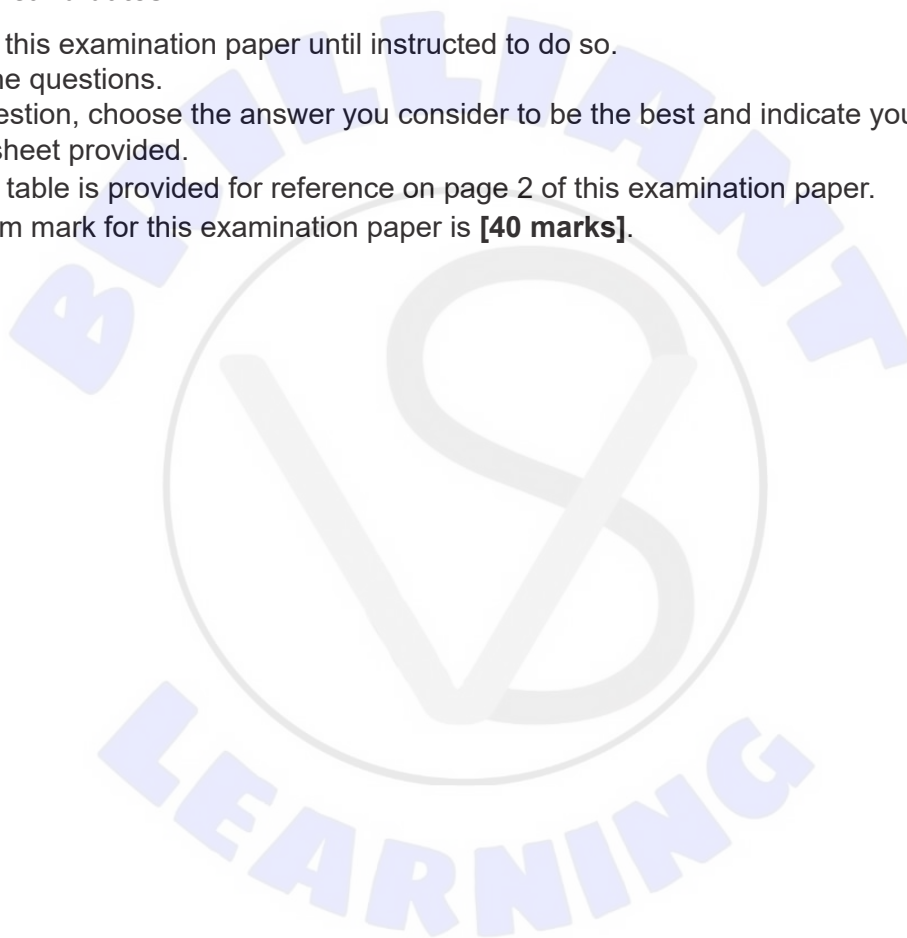 this examination paper until instructed to do so.
ne questions.
estion, choose the answer you consider to be the best and indicate you
sheet provided.
table is provided for reference on page 2 of this examination paper.
m mark for this examination paper is [40 marks].
BRILLIANT
VS
LEARNING